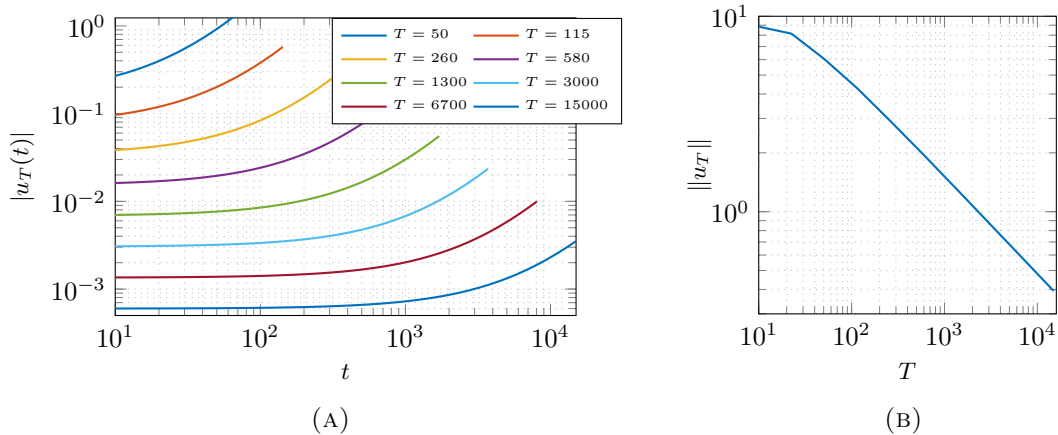 10^0
10^{-1}
10^{-2}
10^{-3}
|u_T(t)|
10^1 10^2 10^3 10^4
t
T = 50 T = 115
T = 260 T = 580
T = 1300 T = 3000
T = 6700 T = 15000
(A)
10^1
10^0
||u_T||
10^1 10^2 10^3 10^4
T
(B)